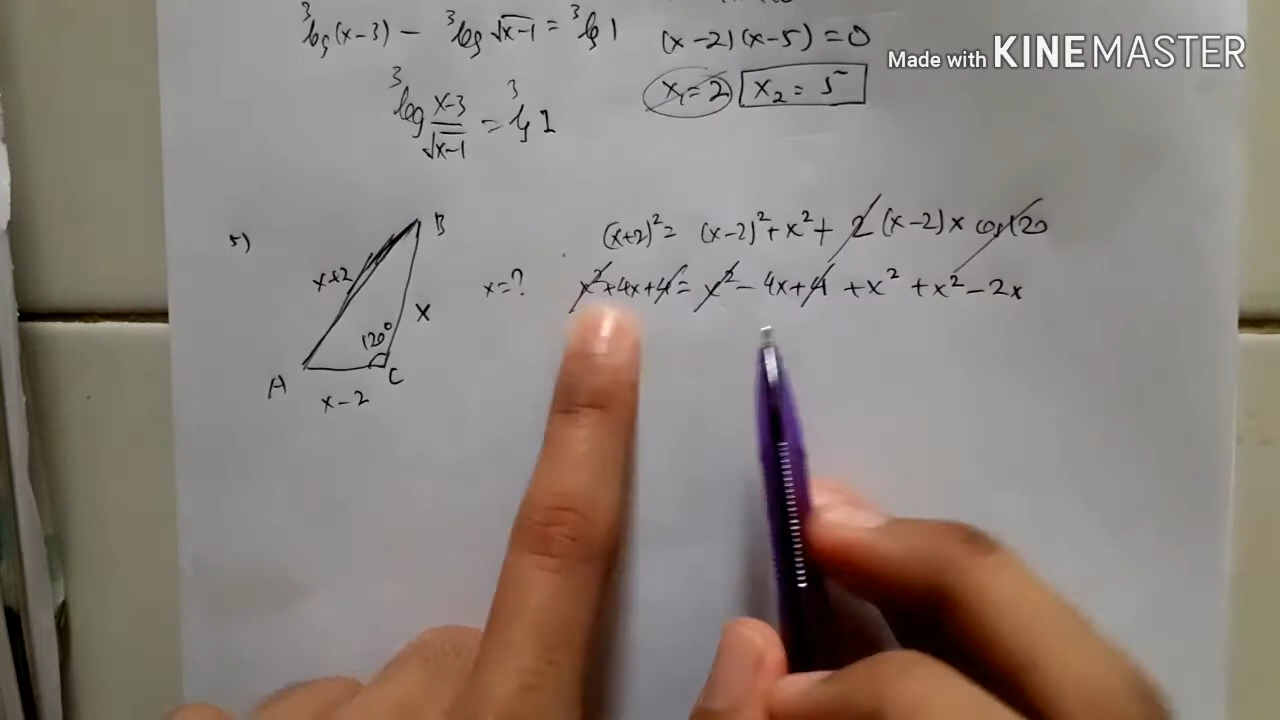 ³log(x-3) - ³log √x-1 = ³log 1
(x-2)(x-5)=0
Made with KINEMASTER
x₁=2 x₂ = 5
³log x-3/√x-1 = ³log 1
5)
B
x+2
x
120°
A
C
x-2
x=?
(x+2)²= (x-2)²+x²+ 2(x-2)x cos 120
x²+4x+4= x²-4x+4 +x² +x²-2x